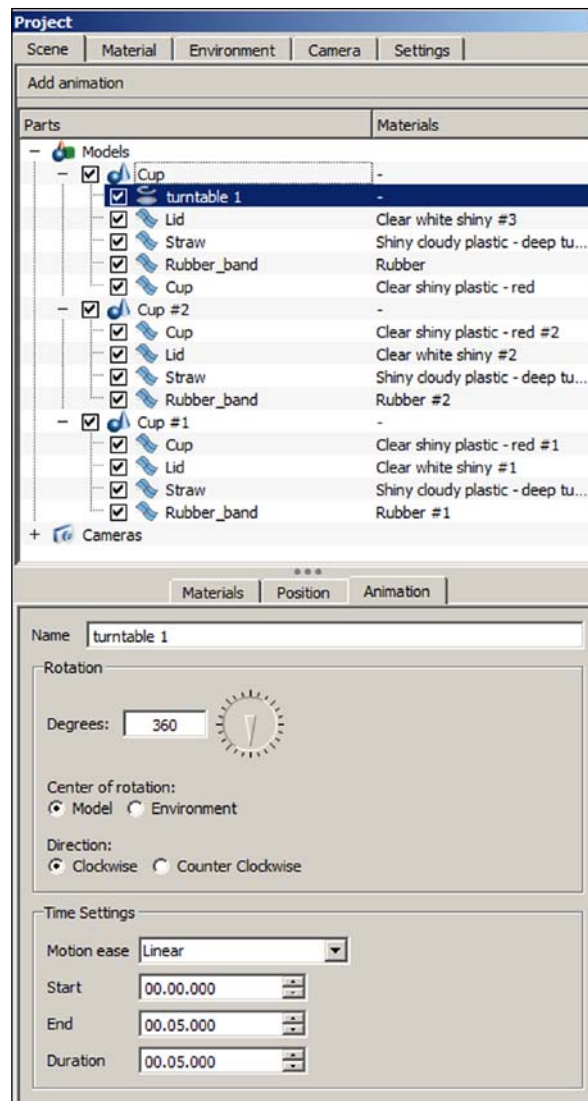 Project
Scene Material Environment Camera Settings
Add animation
Parts Materials
Models
Cup -
turntable 1 -
Lid Clear white shiny #3
Straw Shiny cloudy plastic - deep tu...
Rubber_band Rubber
Cup Clear shiny plastic - red
Cup #2 -
Cup Clear shiny plastic - red #2
Lid Clear white shiny #2
Straw Shiny cloudy plastic - deep tu...
Rubber_band Rubber #2
Cup #1 -
Cup Clear shiny plastic - red #1
Lid Clear white shiny #1
Straw Shiny cloudy plastic - deep tu...
Rubber_band Rubber #1
Cameras
Materials Position Animation
Name turntable 1
Rotation
Degrees: 360
Center of rotation:
Model Environment
Direction:
Clockwise Counter Clockwise
Time Settings
Motion ease Linear
Start 00.00.000
End 00.05.000
Duration 00.05.000